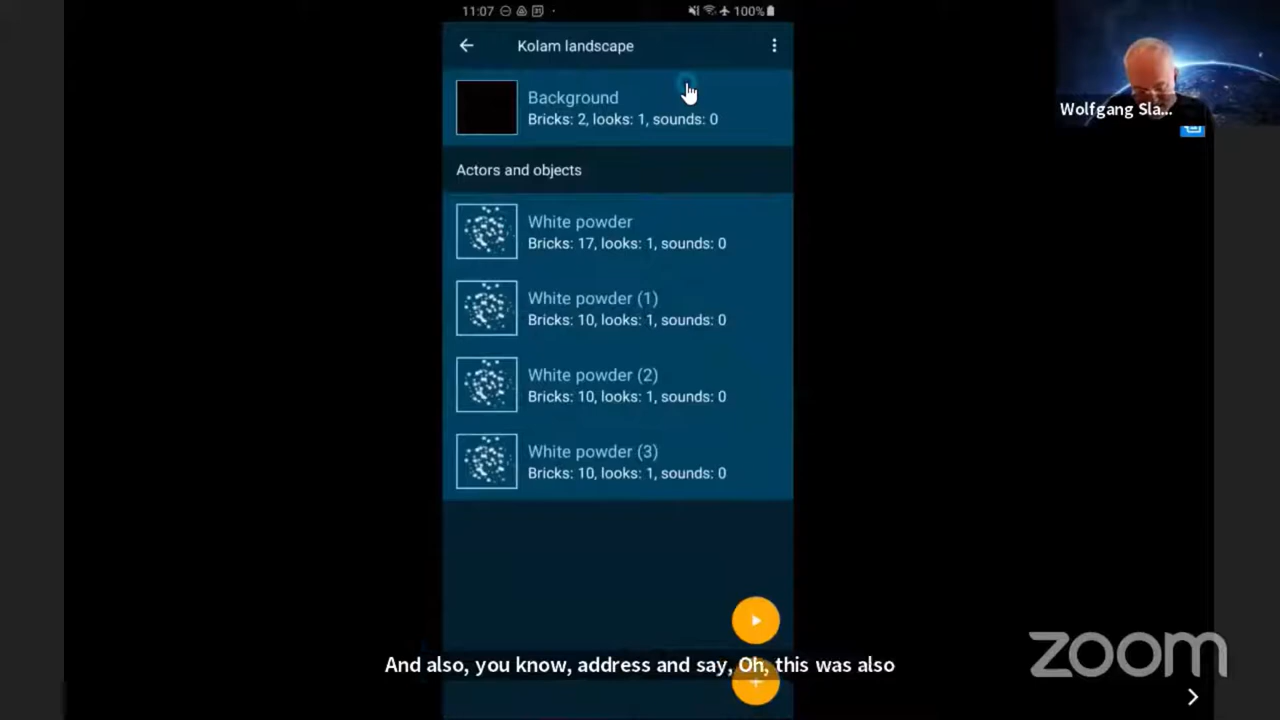 11:07
100%
Kolam landscape
Background
Bricks: 2, looks: 1, sounds: 0
Actors and objects
White powder
Bricks: 17, looks: 1, sounds: 0
White powder (1)
Bricks: 10, looks: 1, sounds: 0
White powder (2)
Bricks: 10, looks: 1, sounds: 0
White powder (3)
Bricks: 10, looks: 1, sounds: 0
Wolfgang Sla...
And also, you know, address and say, Oh, this was also
zoom